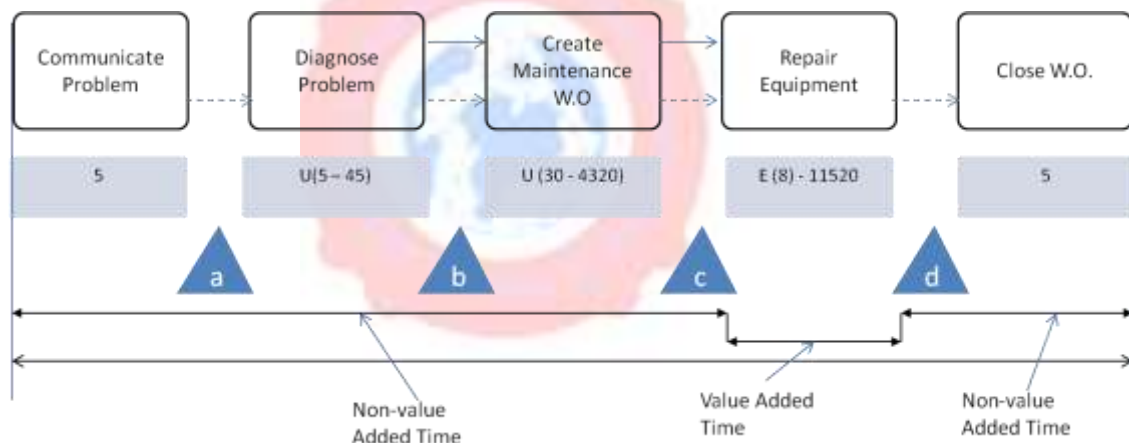 Communicate
Problem
Diagnose
Problem
Create
Maintenance
W.O
Repair
Equipment
Close W.O.
5
U(5 – 45)
U (30 - 4320)
E (8) - 11520
5
a
b
c
d
Non-value
Added Time
Value Added
Time
Non-value
Added Time